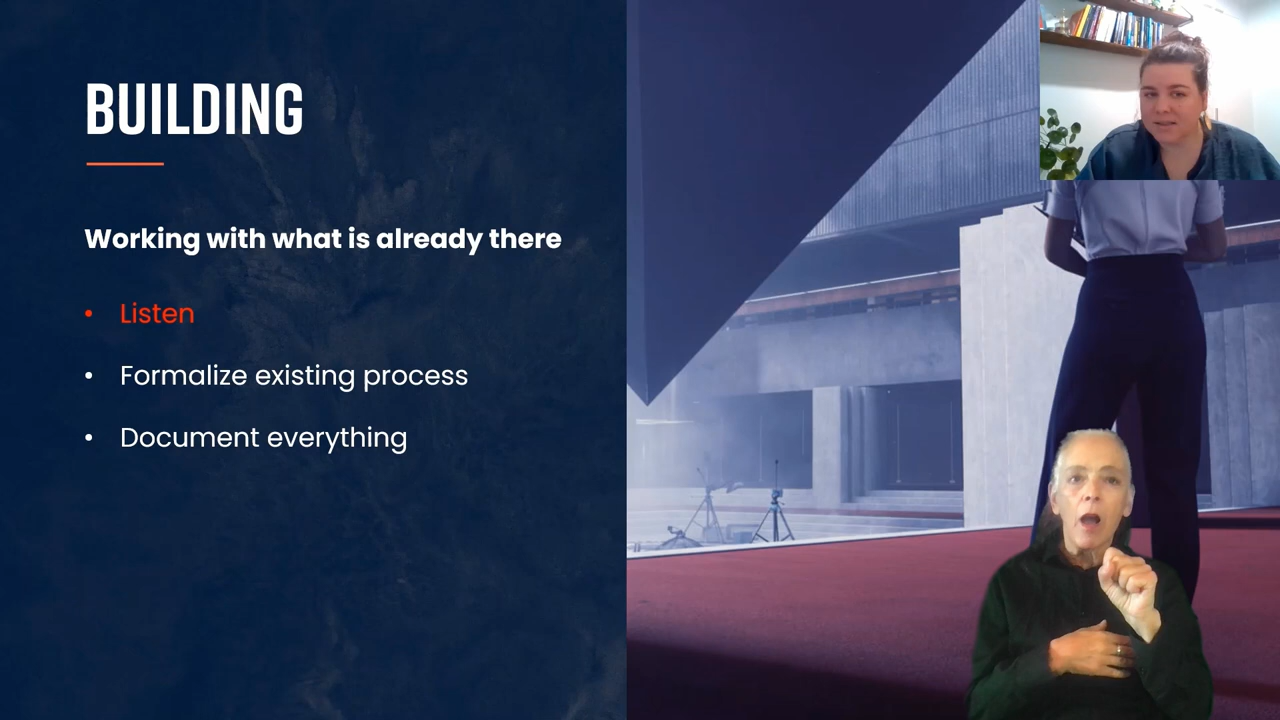 BUILDING
Working with what is already there
• Listen
• Formalize existing process
• Document everything